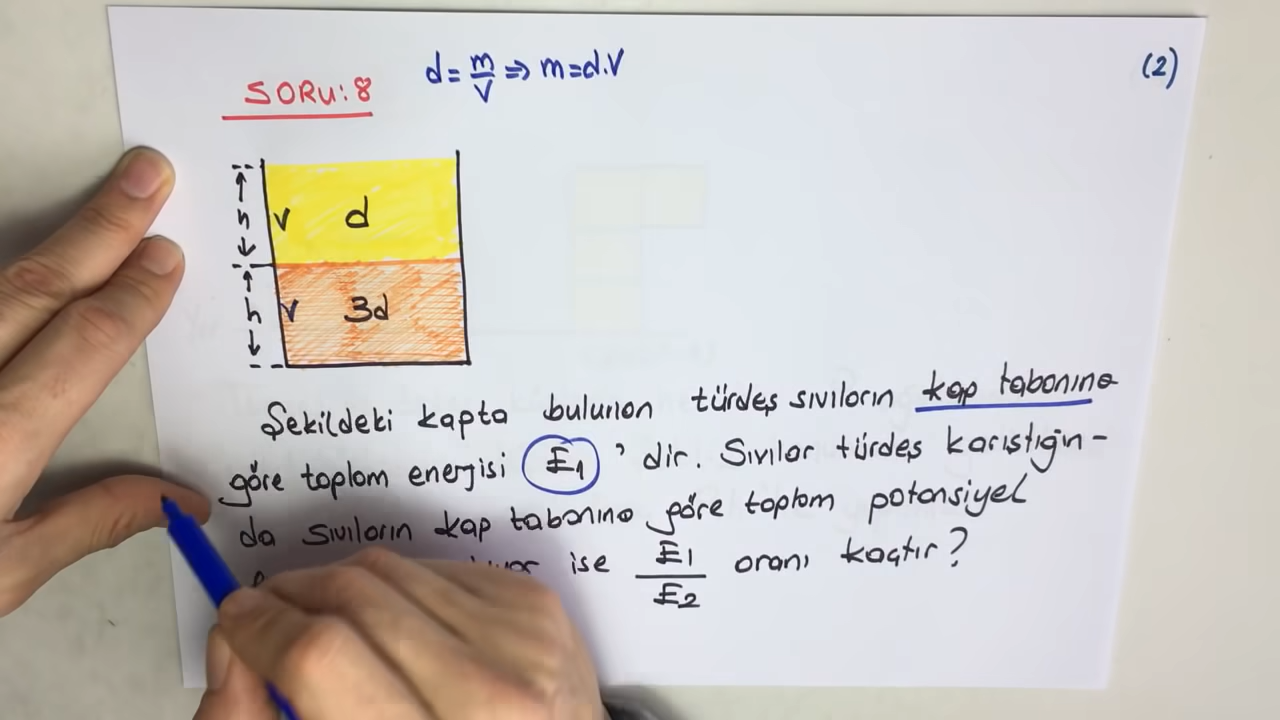 d = m/V ⇒ m = d.V
(2)
SORU: 8
h V d
h V 3d
Şekildeki kapta bulunan türdeş sıvıların kap tabanına
göre toplam energisi E1 ' dir. Sıvılar türdeş karıştığın-
da sıvıların kap tabanına göre toplam potansiyel
ise E1/E2 oranı kaçtır?